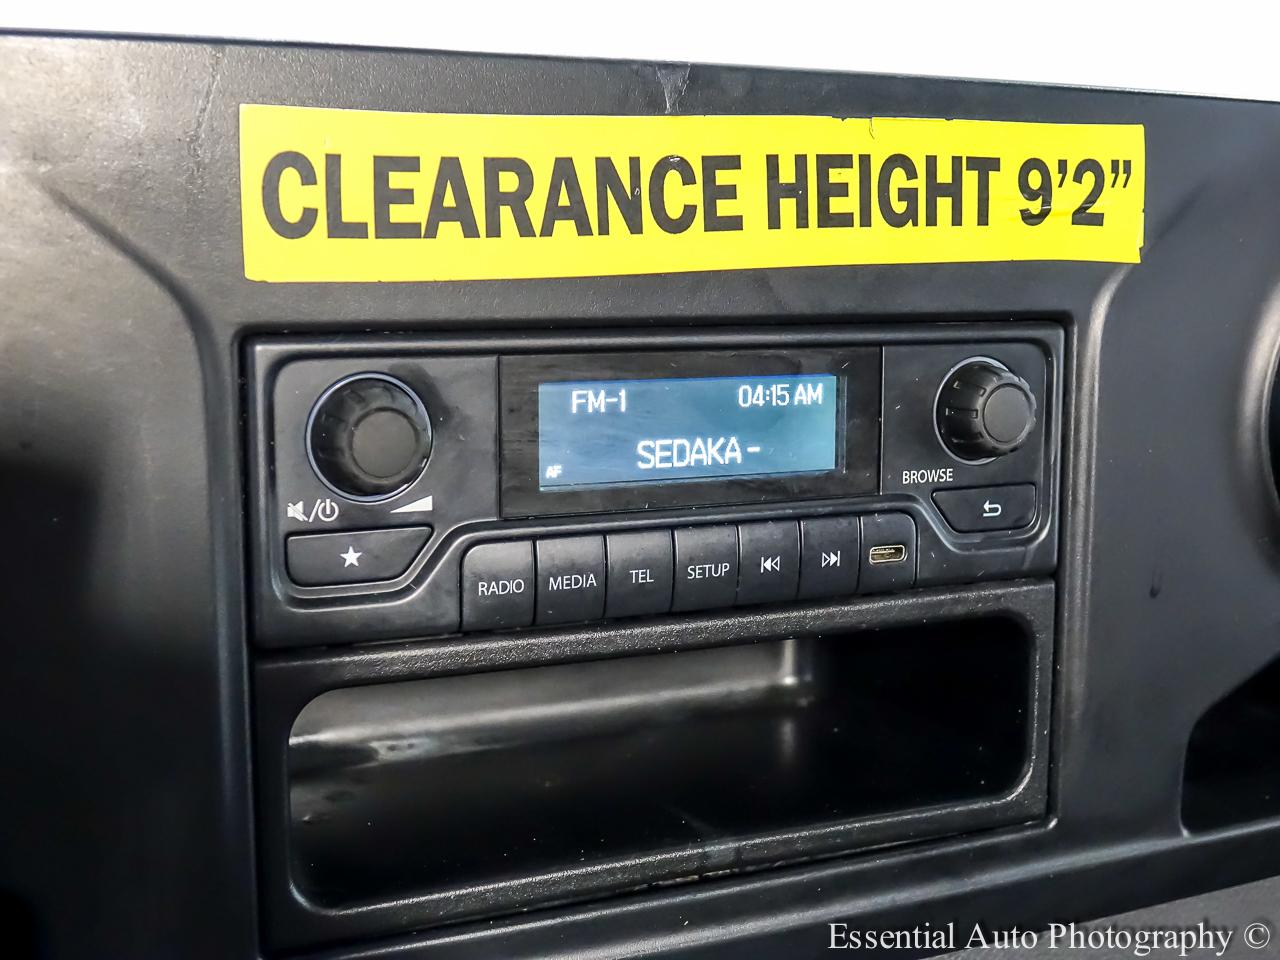 CLEARANCE HEIGHT 9'2”
FM-1 04:15 AM
SEDAKA -
AF
BROWSE
RADIO MEDIA TEL SETUP
Essential Auto Photography ©